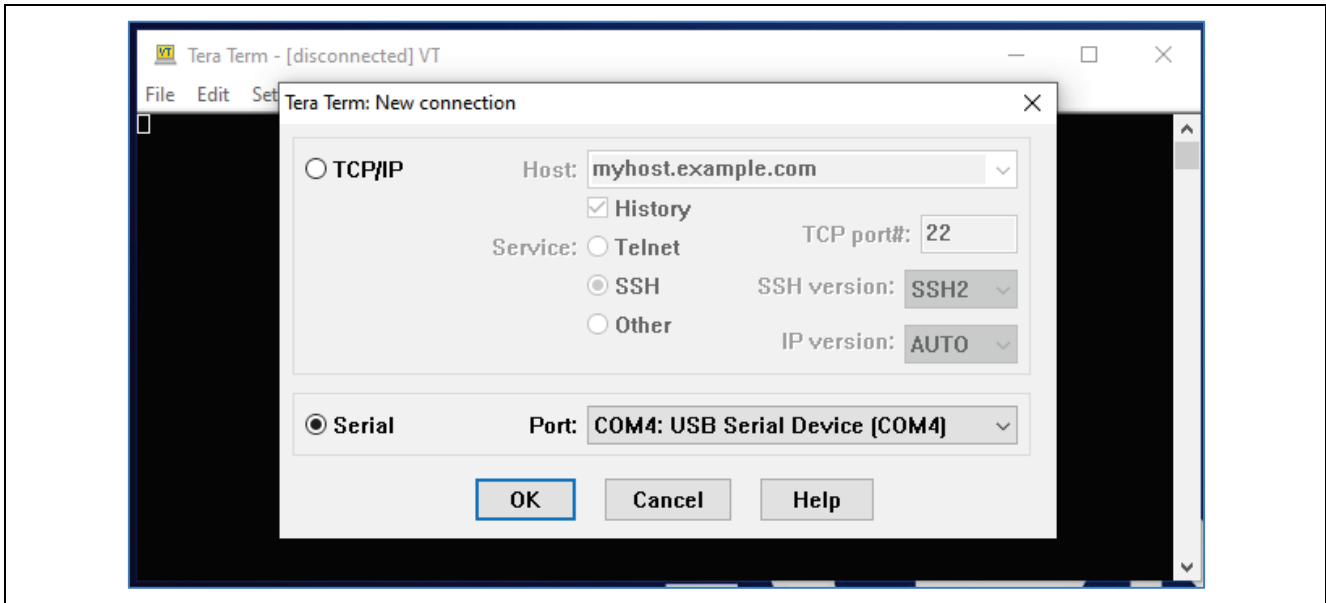 VT Tera Term - [disconnected] VT
File Edit Set
Tera Term: New connection
TCP/IP Host: myhost.example.com
History
TCP port#: 22
Service: Telnet
SSH SSH version: SSH2
Other
IP version: AUTO
Serial Port: COM4: USB Serial Device (COM4)
OK Cancel Help